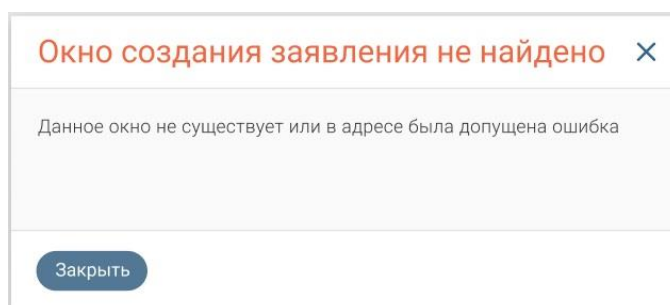 Окно создания заявления не найдено
Данное окно не существует или в адресе была допущена ошибка
Закрыть